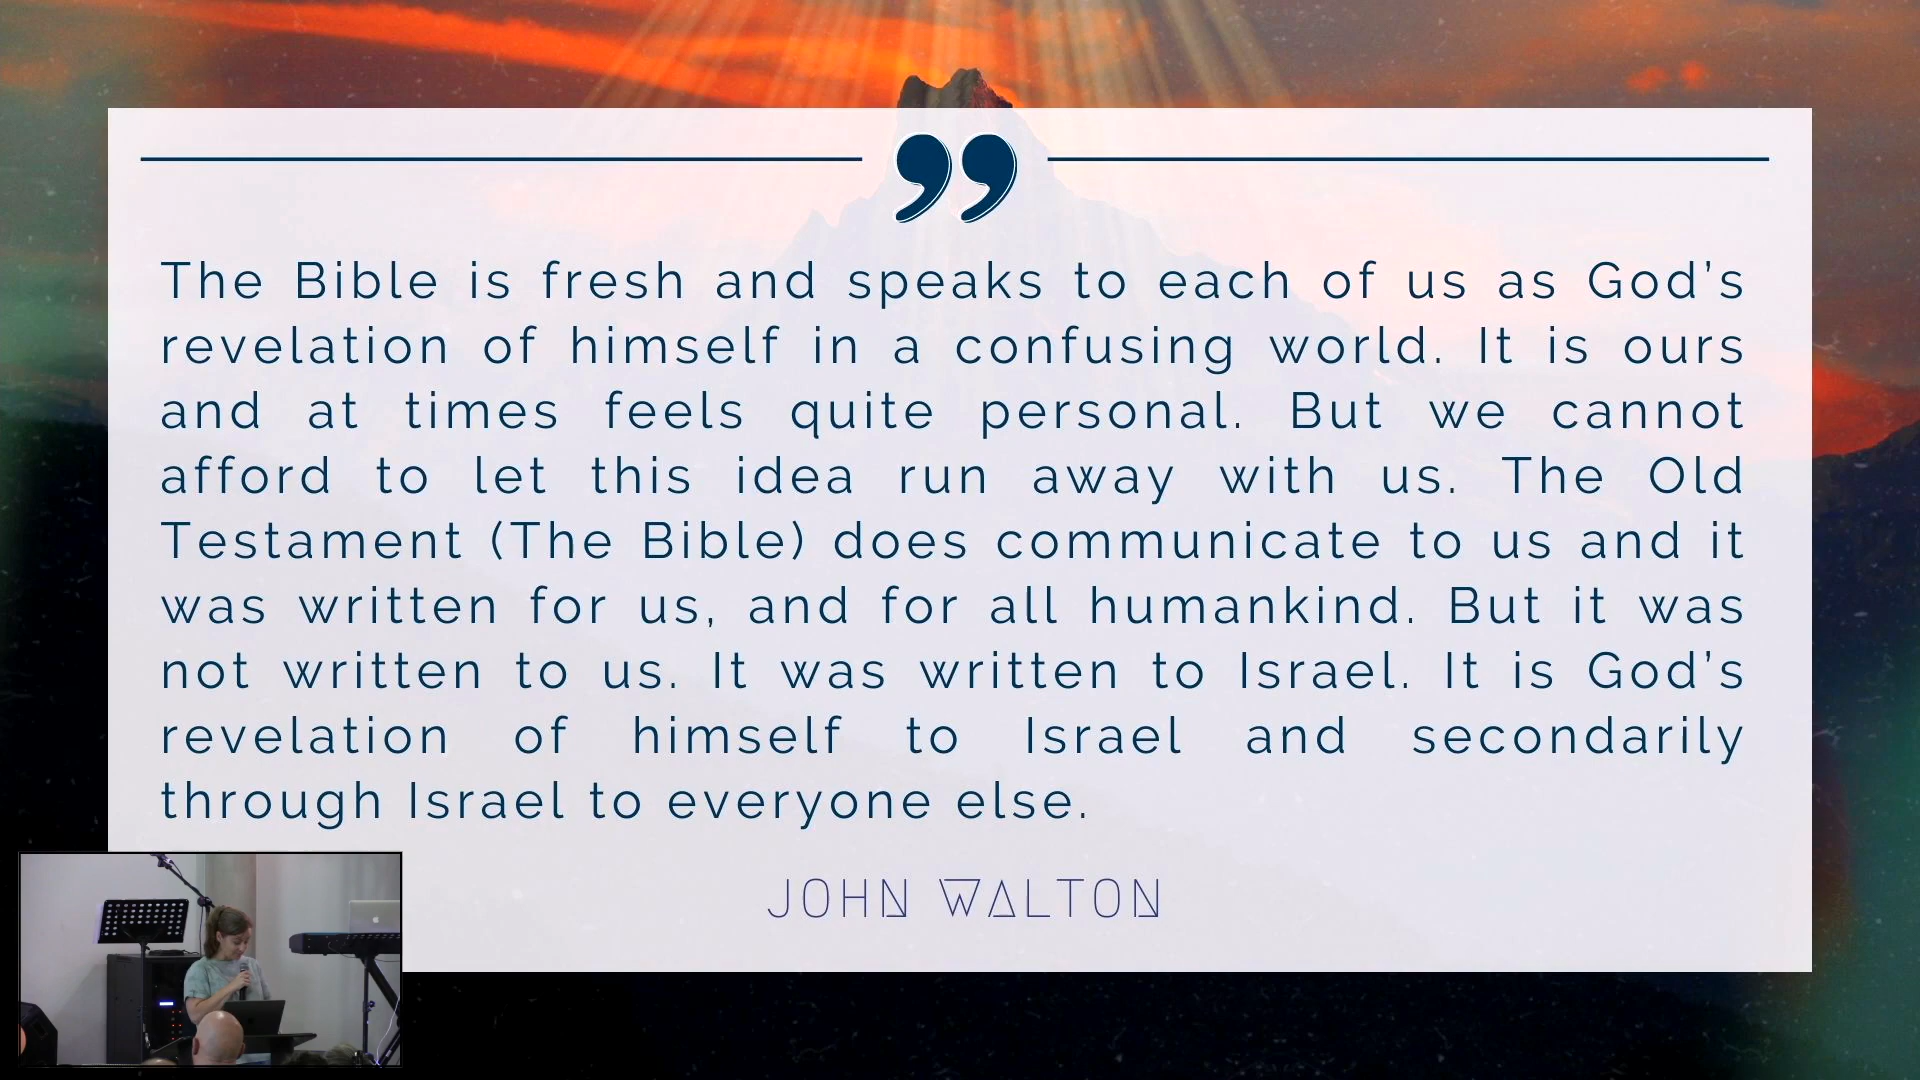 The Bible is fresh and speaks to each of us as God’s
revelation of himself in a confusing world. It is ours
and at times feels quite personal. But we cannot
afford to let this idea run away with us. The Old
Testament (The Bible) does communicate to us and it
was written for us, and for all humankind. But it was
not written to us. It was written to Israel. It is God’s
revelation of himself to Israel and secondarily
through Israel to everyone else.
JOHN WALTON